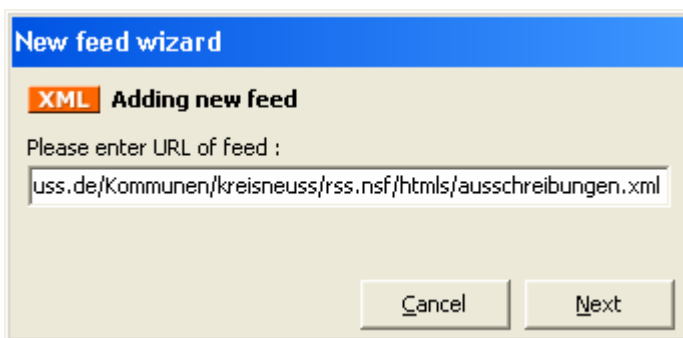 New feed wizard
XML Adding new feed
Please enter URL of feed :
uss.de/Kommunen/kreisneuss/rss.nsf/htmls/ausschreibungen.xml
Cancel Next